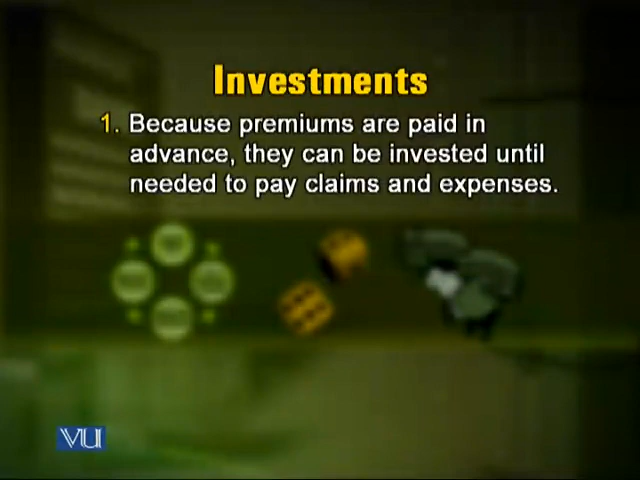 Investments
1. Because premiums are paid in
advance, they can be invested until
needed to pay claims and expenses.
VU